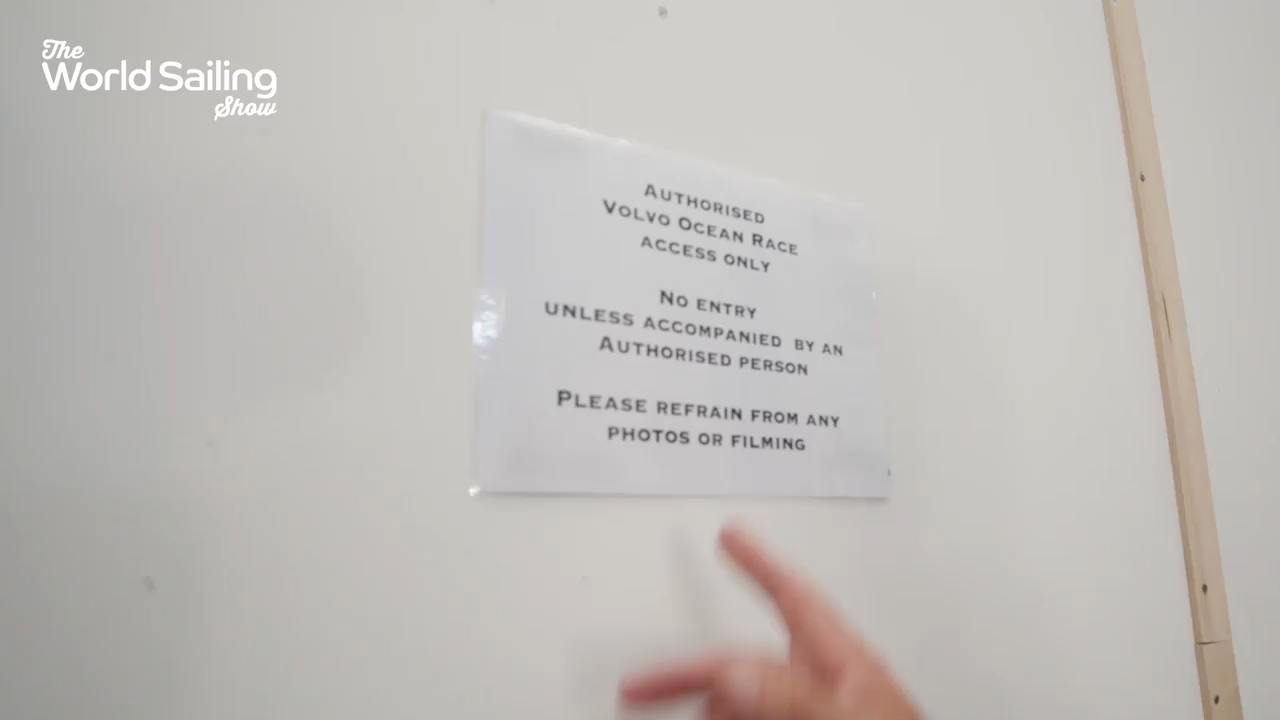 The
World Sailing
Show
AUTHORISED
VOLVO OCEAN RACE
ACCESS ONLY
NO ENTRY
UNLESS ACCOMPANIED BY AN
AUTHORISED PERSON
PLEASE REFRAIN FROM ANY
PHOTOS OR FILMING